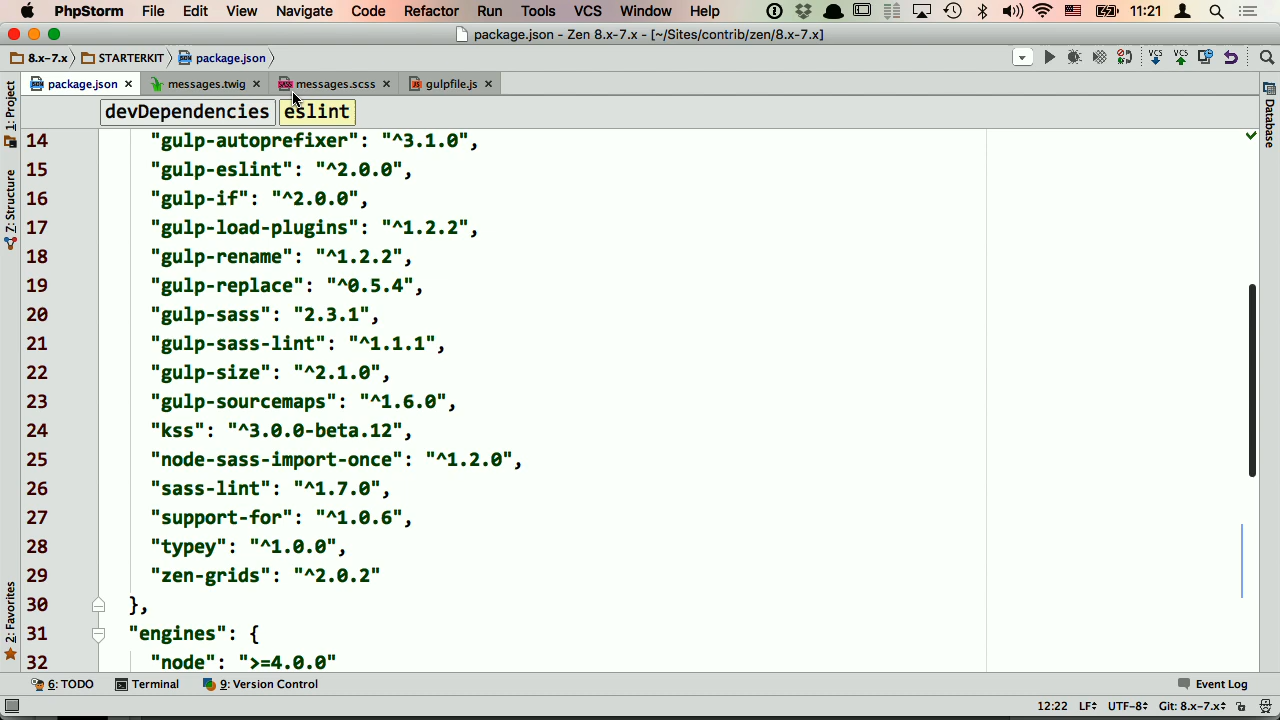 PhpStorm File Edit View Navigate Code Refactor Run Tools VCS Window Help 11:21
package.json - Zen 8.x-7.x - [~/Sites/contrib/zen/8.x-7.x]
8.x-7.x STARTERKIT package.json VCS VCS
package.json messages.twig messages.scss gulpfile.js
devDependencies eslint
1: Project
Z: Structure
2: Favorites
Database
14 "gulp-autoprefixer": "^3.1.0",
15 "gulp-eslint": "^2.0.0",
16 "gulp-if": "^2.0.0",
17 "gulp-load-plugins": "^1.2.2",
18 "gulp-rename": "^1.2.2",
19 "gulp-replace": "^0.5.4",
20 "gulp-sass": "2.3.1",
21 "gulp-sass-lint": "^1.1.1",
22 "gulp-size": "^2.1.0",
23 "gulp-sourcemaps": "^1.6.0",
24 "kss": "^3.0.0-beta.12",
25 "node-sass-import-once": "^1.2.0",
26 "sass-lint": "^1.7.0",
27 "support-for": "^1.0.6",
28 "typey": "^1.0.0",
29 "zen-grids": "^2.0.2"
30 },
31 "engines": {
32 "node": ">=4.0.0"
6: TODO Terminal 9: Version Control Event Log
12:22 LF UTF-8 Git: 8.x-7.x